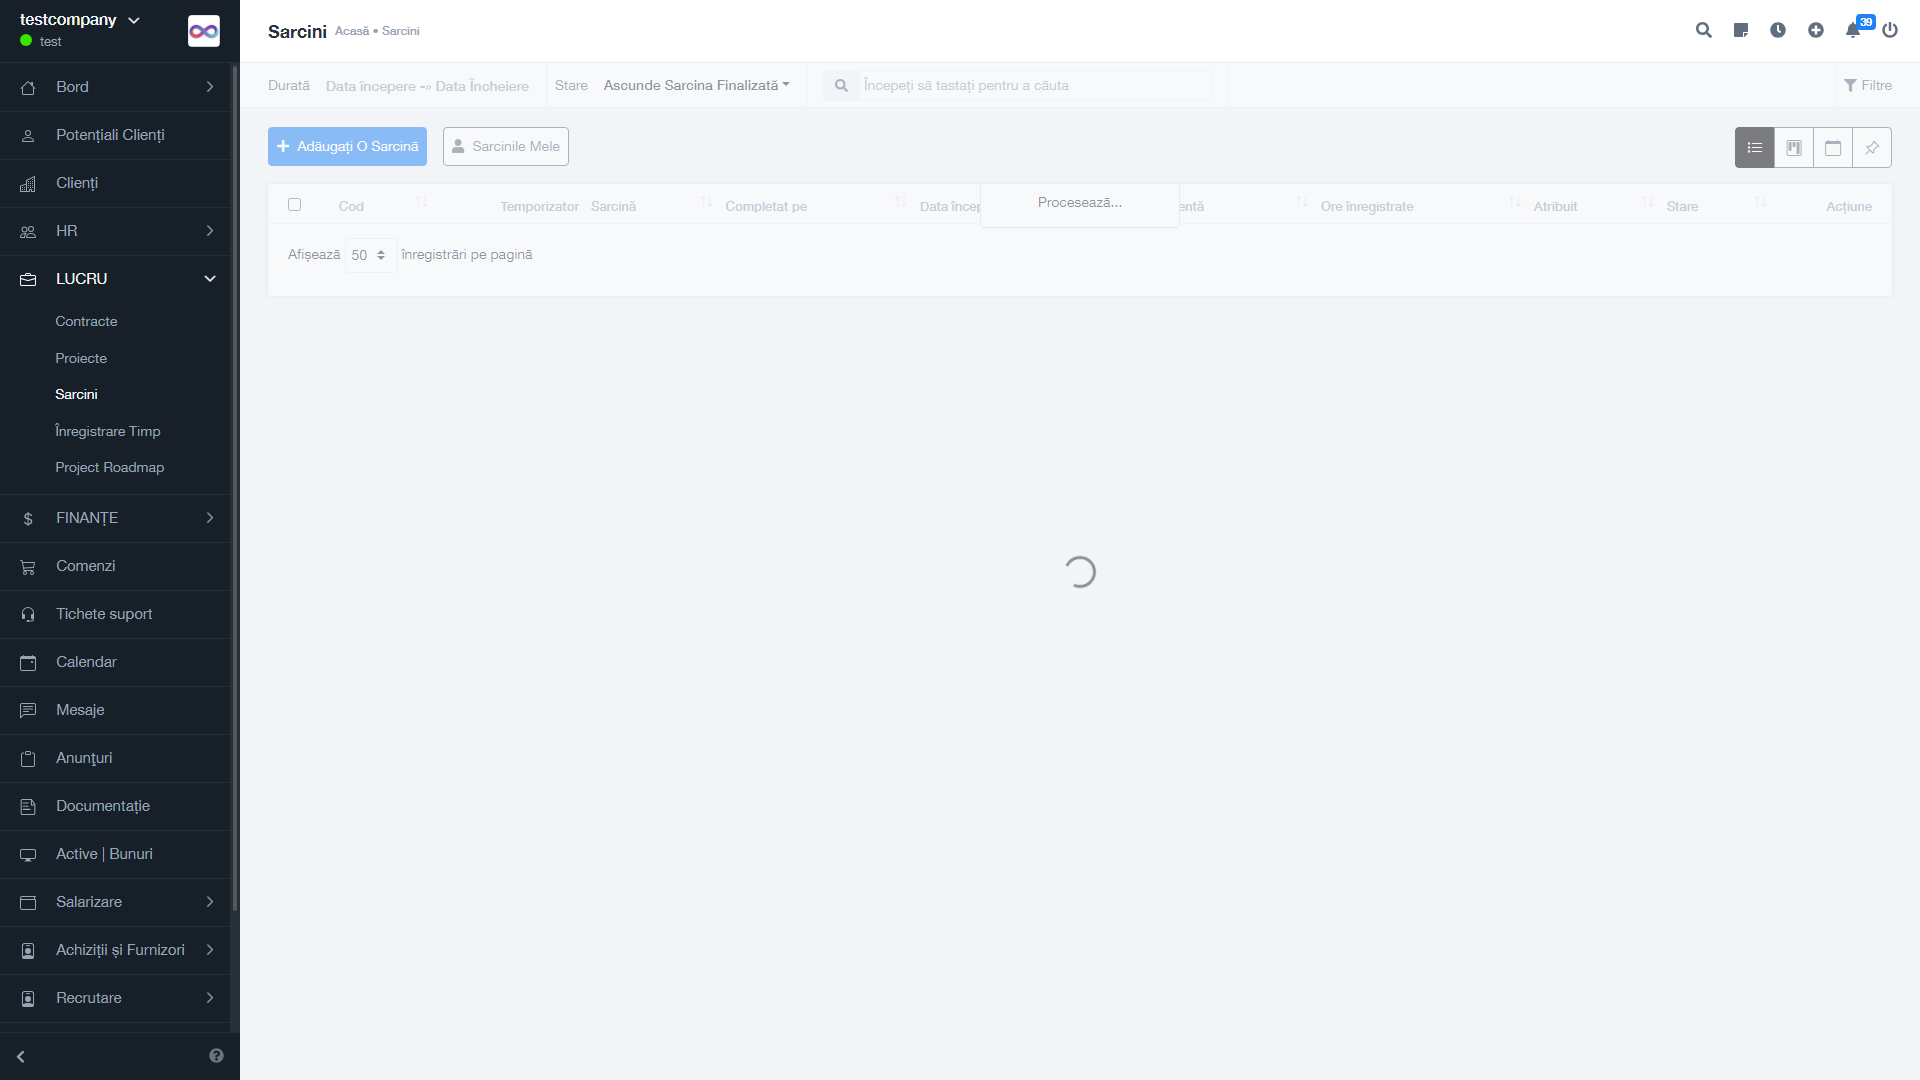 testcompany
test
Sarcini
Acasă • Sarcini
39
Bord
Potențiali Clienți
Clienți
HR
LUCRU
Contracte
Proiecte
Sarcini
Înregistrare Timp
Project Roadmap
FINANȚE
Comenzi
Tichete suport
Calendar
Mesaje
Anunțuri
Documentație
Active | Bunuri
Salarizare
Achiziții și Furnizori
Recrutare
Durată Data începere -» Data Încheiere Stare Ascunde Sarcina Finalizată Începeți să tastați pentru a căuta Filtre
Adăugați O Sarcină Sarcinile Mele
Cod Temporizator Sarcină Completat pe Data încep Procesează... entă Ore înregistrate Atribuit Stare Acțiune
Afișează 50 înregistrări pe pagină